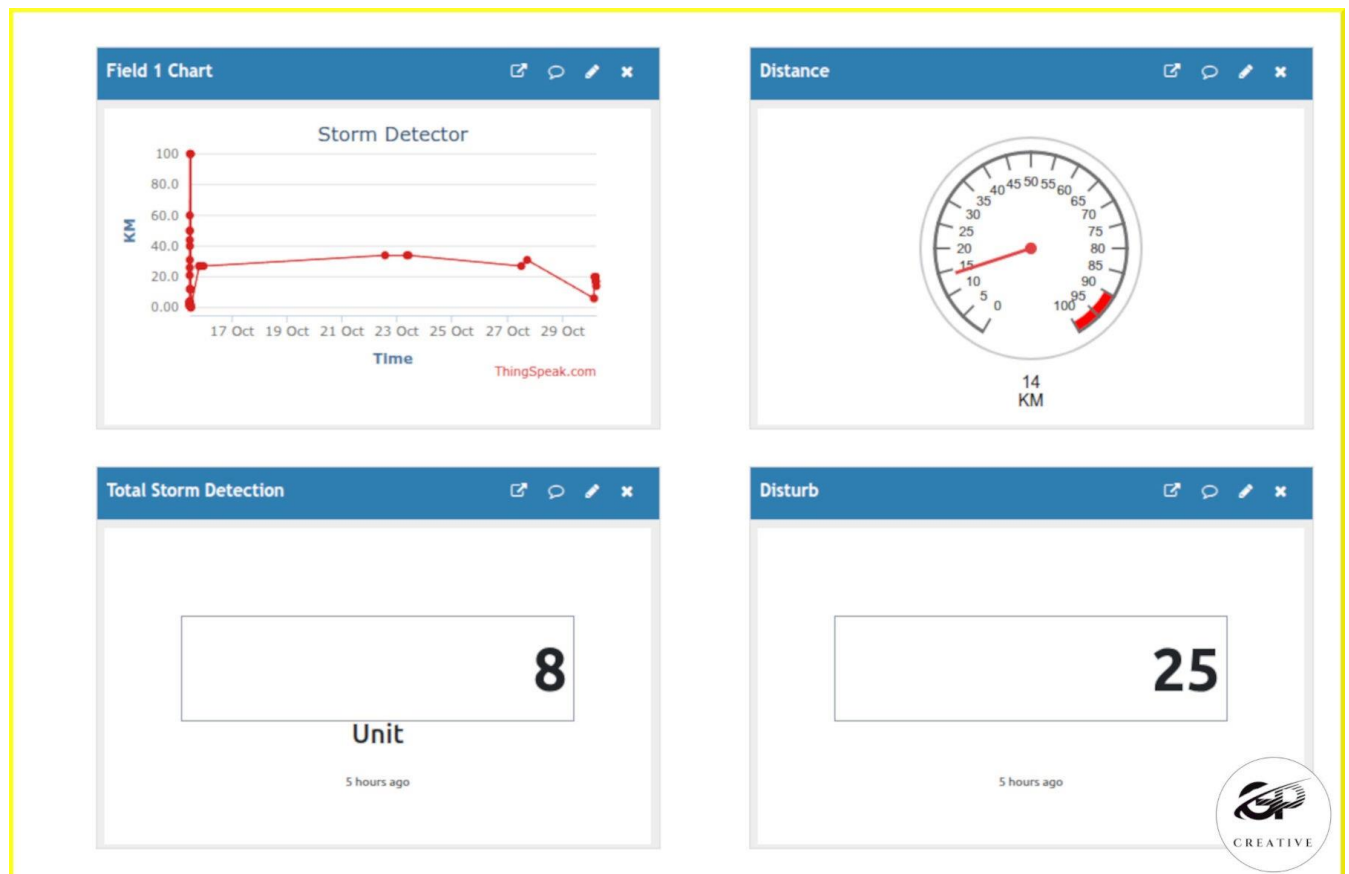 Field 1 Chart
Storm Detector
100
80.0
60.0
40.0
20.0
0.00
KM
17 Oct 19 Oct 21 Oct 23 Oct 25 Oct 27 Oct 29 Oct
TIme
ThingSpeak.com
Distance
0
5
10
15
20
25
30
35
40
45
50
55
60
65
70
75
80
85
90
95
100
14
KM
Total Storm Detection
8
Unit
5 hours ago
Disturb
25
5 hours ago
GP
CREATIVE